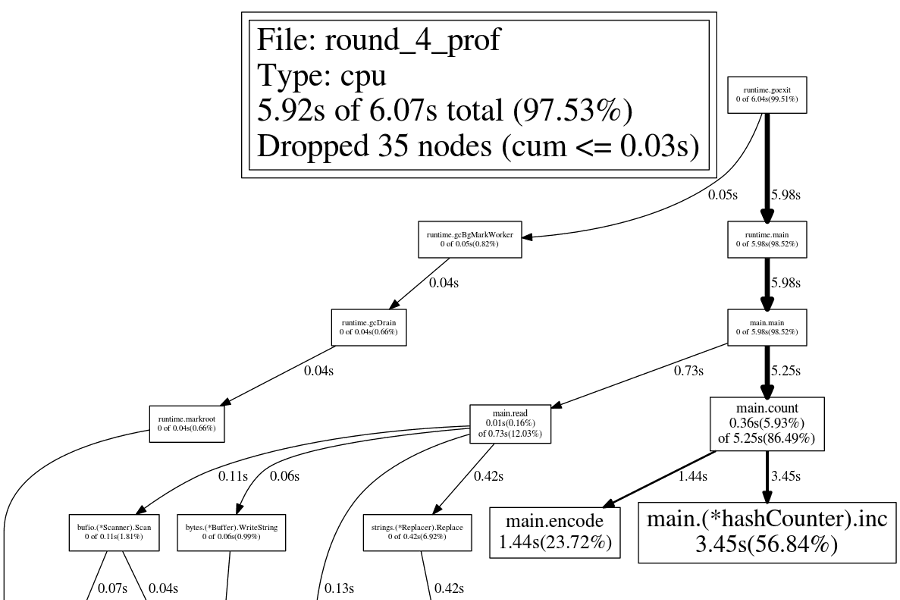 File: round_4_prof
Type: cpu
5.92s of 6.07s total (97.53%)
Dropped 35 nodes (cum <= 0.03s)
runtime.goexit
0 of 6.04s(99.51%)
0.05s
5.98s
runtime.gcBgMarkWorker
0 of 0.05s(0.82%)
runtime.main
0 of 5.98s(98.52%)
0.04s
5.98s
runtime.gcDrain
0 of 0.04s(0.66%)
main.main
0 of 5.98s(98.52%)
0.04s
0.73s
5.25s
runtime.markroot
0 of 0.04s(0.66%)
main.read
0.01s(0.16%)
of 0.73s(12.03%)
main.count
0.36s(5.93%)
of 5.25s(86.49%)
0.11s
0.06s
0.42s
1.44s
3.45s
bufio.(*Scanner).Scan
0 of 0.11s(1.81%)
bytes.(*Buffer).WriteString
0 of 0.06s(0.99%)
strings.(*Replacer).Replace
0 of 0.42s(6.92%)
main.encode
1.44s(23.72%)
main.(*hashCounter).inc
3.45s(56.84%)
0.07s
0.04s
0.13s
0.42s